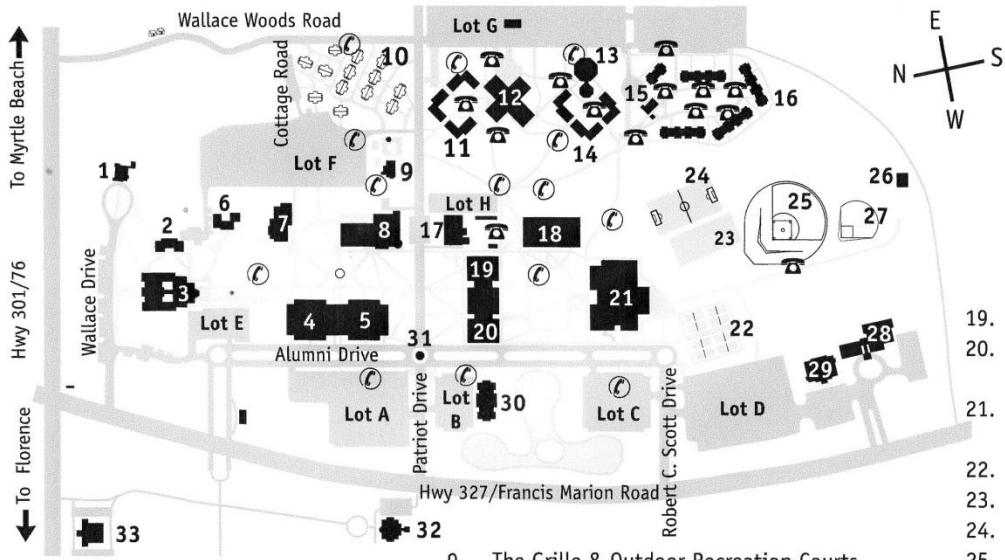 Wallace Woods Road
Lot G
E
N
S
W
To Myrtle Beach
Hwy 301/76
To Florence
Cottage Road
10
12
13
15
16
11
14
Lot F
9
1
2
6
7
8
Lot H
17
18
24
23
25
26
27
Wallace Drive
3
Lot E
4
5
19
20
21
22
28
29
31
Alumni Drive
Lot A
Patriot Drive
Lot B
30
Lot C
Robert C. Scott Drive
Lot D
Hwy 327/Francis Marion Road
33
32
9. The Grille & Outdoor Recreation Courts
19.
20.
21.
22.
23.
24.
25.